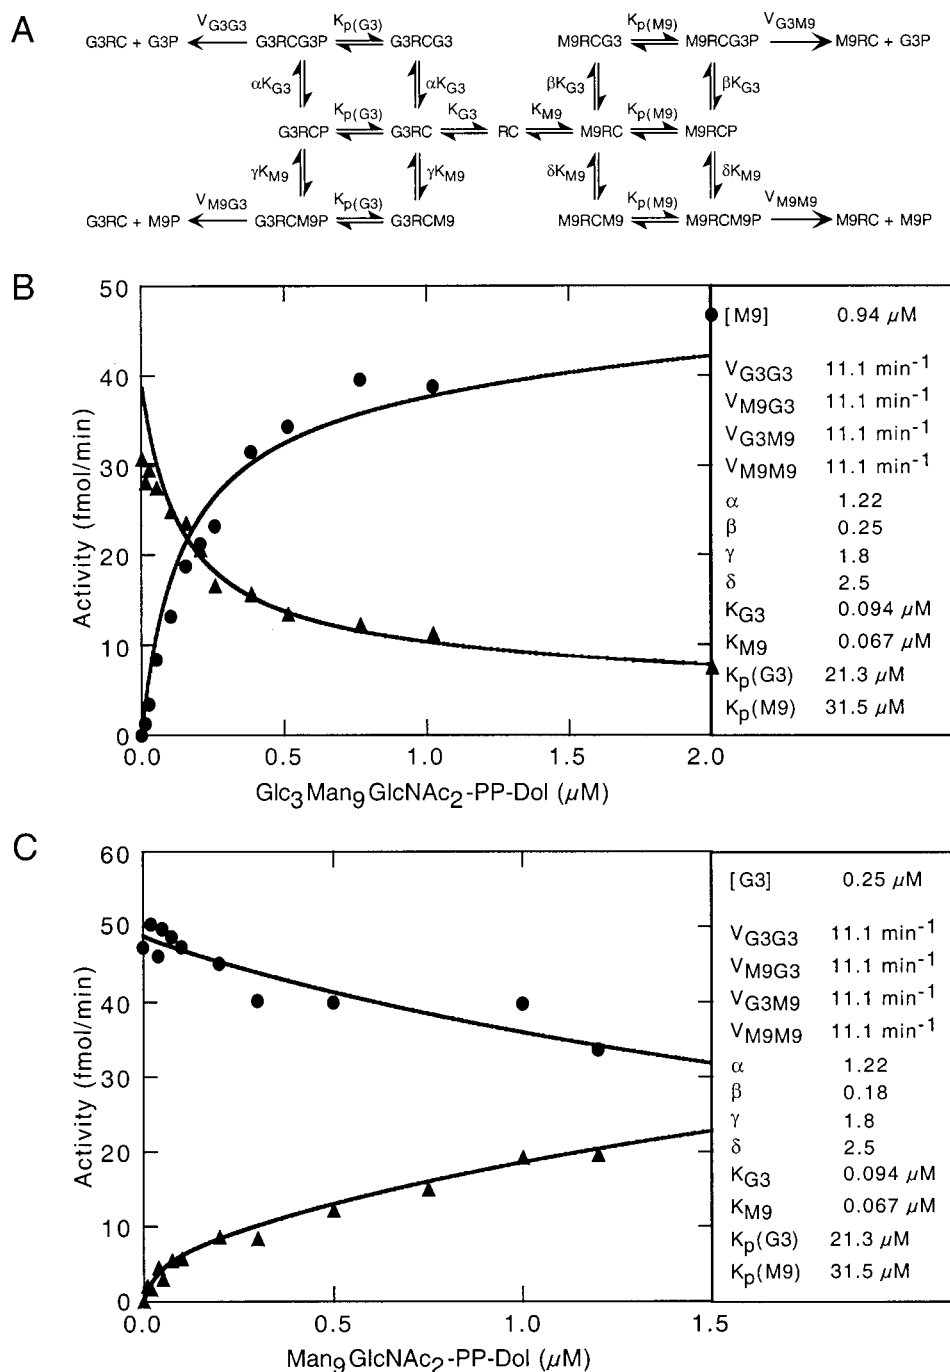 A
G3RC + G3P V_G3G3 G3RCG3P K_p(G3) G3RCG3 M9RCG3 K_p(M9) M9RCG3P V_G3M9 M9RC + G3P
αK_G3 αK_G3 βK_G3 βK_G3
G3RCP K_p(G3) G3RC K_G3 RC K_M9 M9RC K_p(M9) M9RCP
γK_M9 γK_M9 δK_M9 δK_M9
G3RC + M9P V_M9G3 G3RCM9P K_p(G3) G3RCM9 M9RCM9 K_p(M9) M9RCM9P V_M9M9 M9RC + M9P
B
Activity (fmol/min)
50
40
30
20
10
0
0.0 0.5 1.0 1.5 2.0
Glc₃Man₉GlcNAc₂-PP-Dol (µM)
[M9] 0.94 µM
V_G3G3 11.1 min⁻¹
V_M9G3 11.1 min⁻¹
V_G3M9 11.1 min⁻¹
V_M9M9 11.1 min⁻¹
α 1.22
β 0.25
γ 1.8
δ 2.5
K_G3 0.094 µM
K_M9 0.067 µM
K_p(G3) 21.3 µM
K_p(M9) 31.5 µM
C
Activity (fmol/min)
60
50
40
30
20
10
0
0.0 0.5 1.0 1.5
Man₉GlcNAc₂-PP-Dol (µM)
[G3] 0.25 µM
V_G3G3 11.1 min⁻¹
V_M9G3 11.1 min⁻¹
V_G3M9 11.1 min⁻¹
V_M9M9 11.1 min⁻¹
α 1.22
β 0.18
γ 1.8
δ 2.5
K_G3 0.094 µM
K_M9 0.067 µM
K_p(G3) 21.3 µM
K_p(M9) 31.5 µM